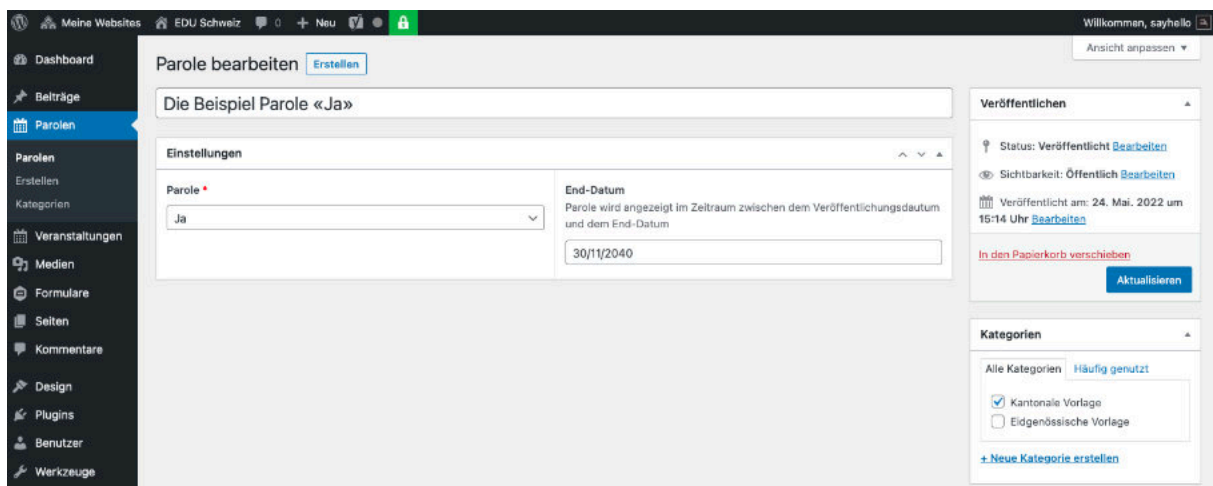 Meine Websites EDU Schweiz 0 + Neu Willkommen, sayhello
Ansicht anpassen
Dashboard
Beiträge
Parolen
Parolen
Erstellen
Kategorien
Veranstaltungen
Medien
Formulare
Seiten
Kommentare
Design
Plugins
Benutzer
Werkzeuge
Parole bearbeiten Erstellen
Die Beispiel Parole «Ja»
Einstellungen
Parole *
Ja
End-Datum
Parole wird angezeigt im Zeitraum zwischen dem Veröffentlichungsdautum
und dem End-Datum
30/11/2040
Veröffentlichen
Status: Veröffentlicht Bearbeiten
Sichtbarkeit: Öffentlich Bearbeiten
Veröffentlicht am: 24. Mai. 2022 um
15:14 Uhr Bearbeiten
In den Papierkorb verschieben
Aktualisieren
Kategorien
Alle Kategorien Häufig genutzt
Kantonale Vorlage
Eidgenössische Vorlage
+ Neue Kategorie erstellen